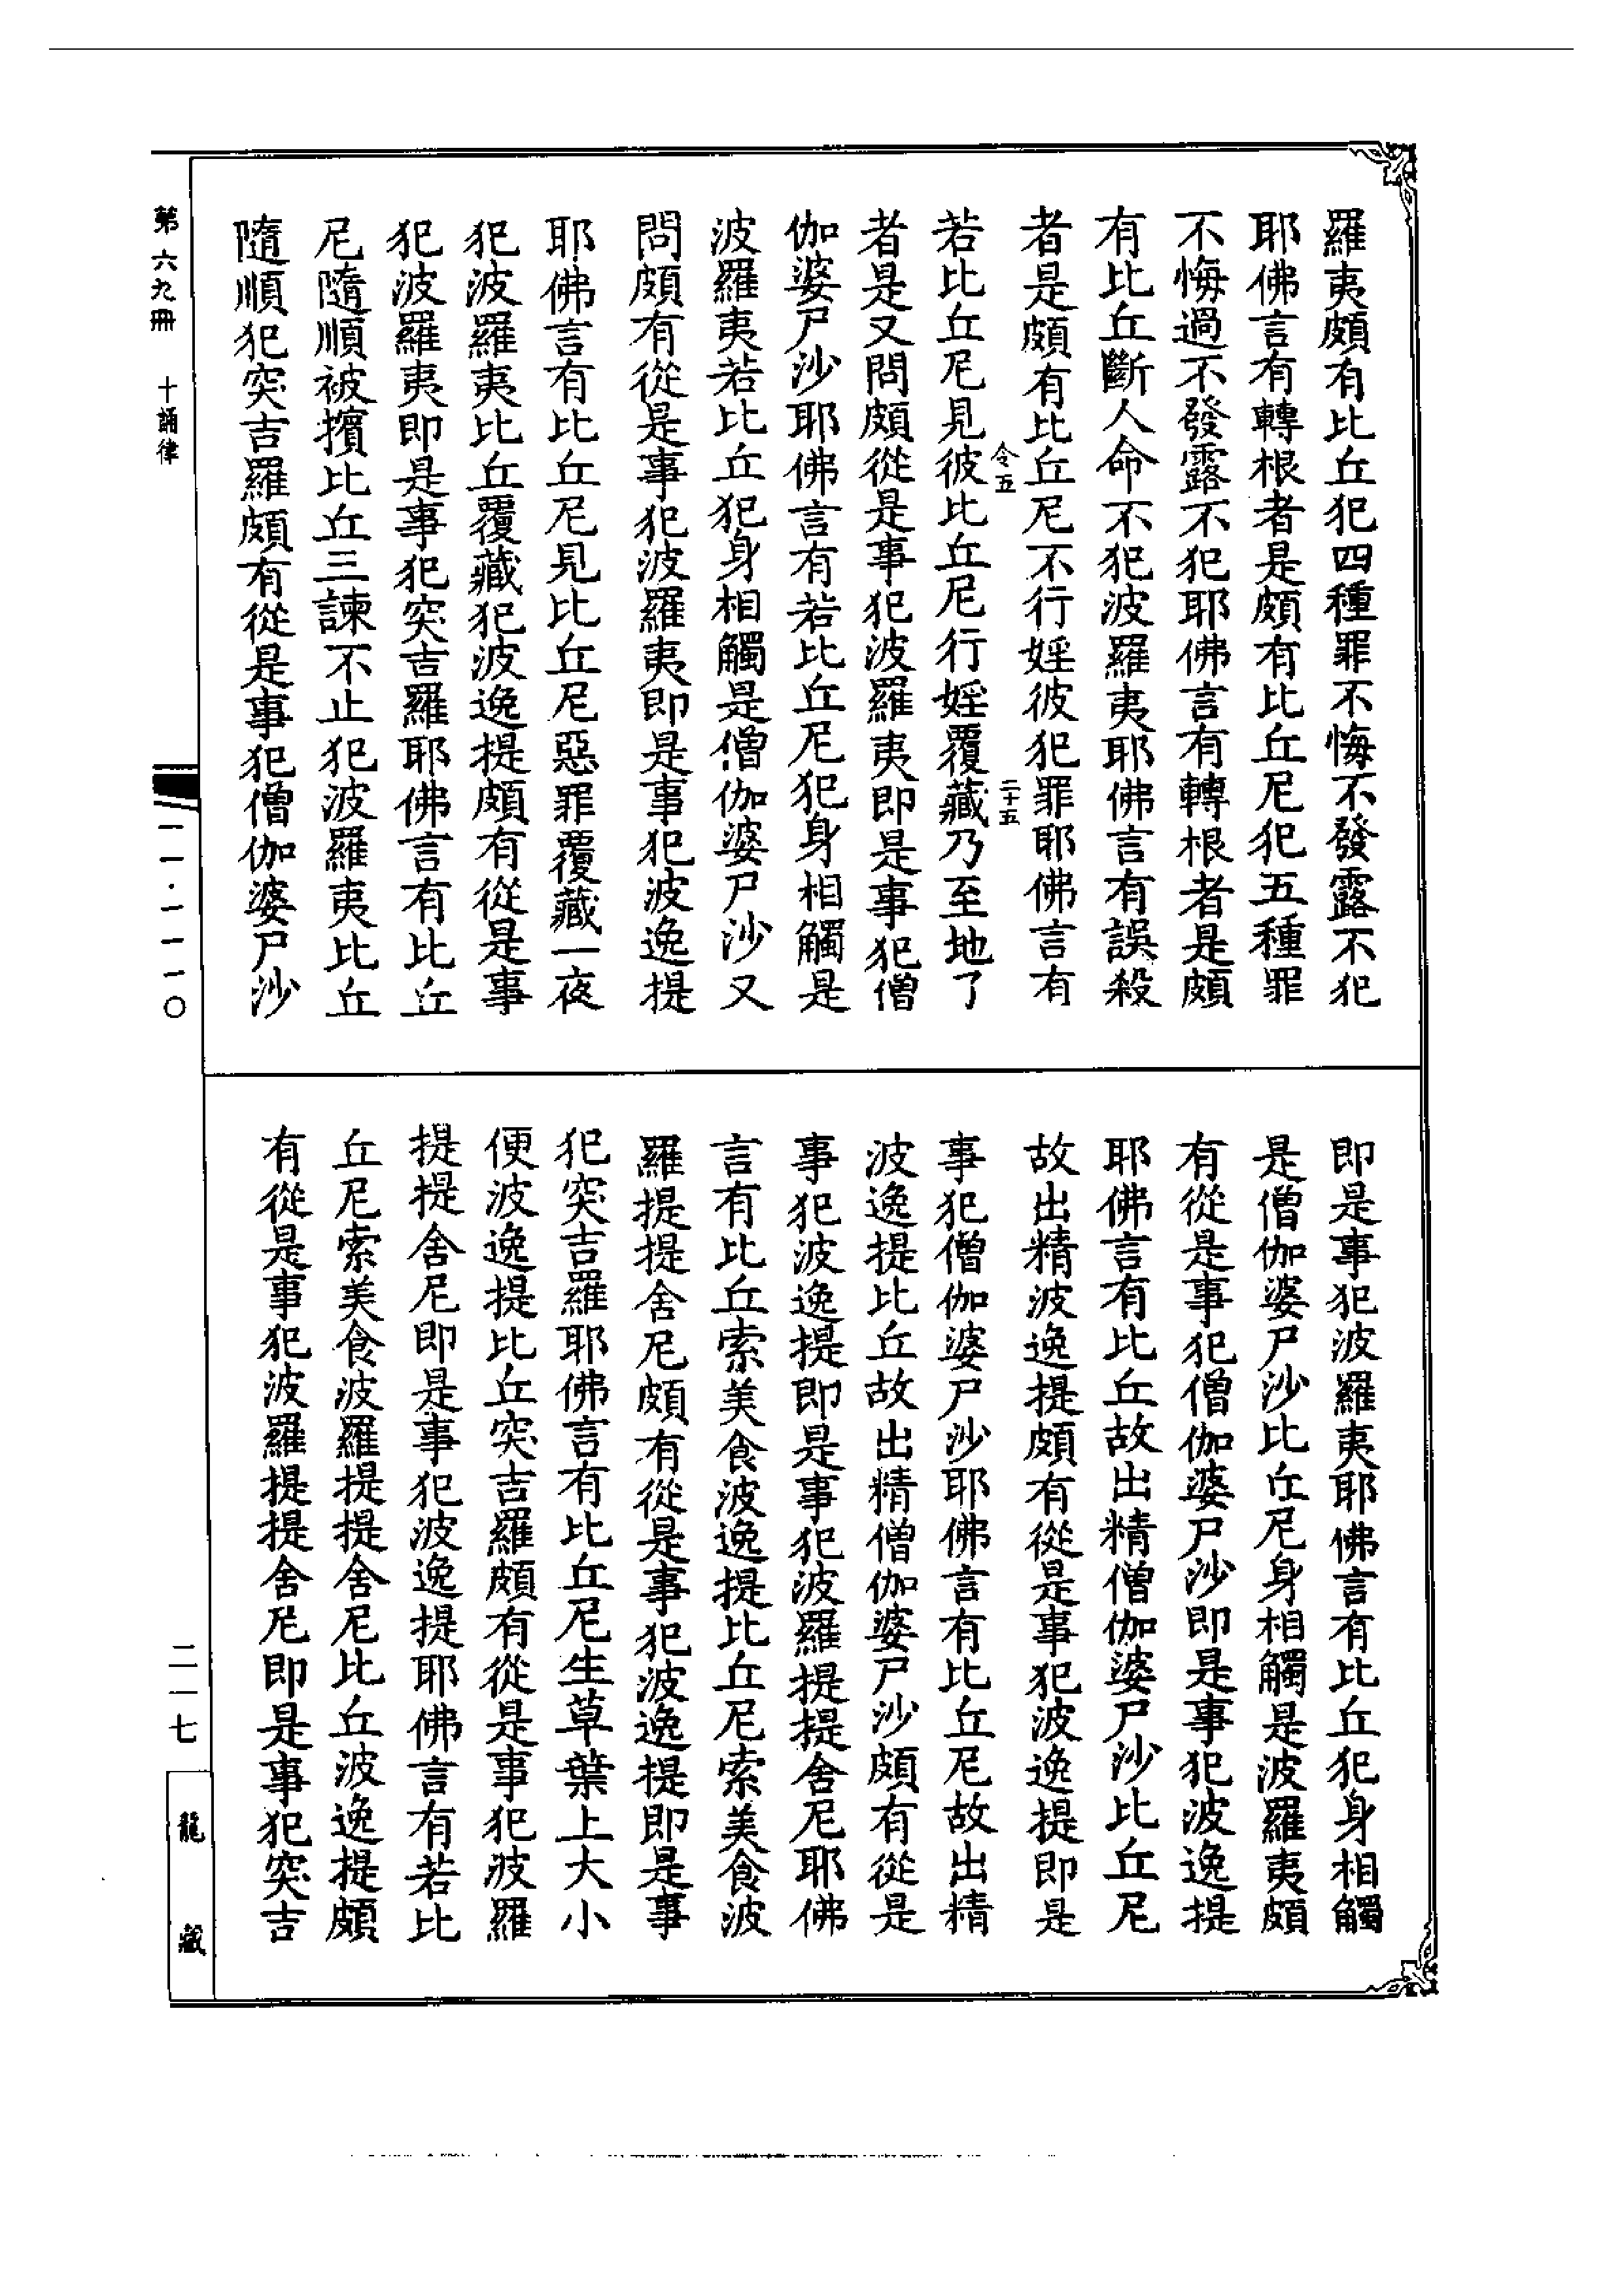 羅夷頗有比丘犯四種罪不悔不發露不犯
耶佛言有轉根者是頗有比丘尼犯五種罪
不悔過不發露不犯耶佛言有轉根者是頗
有比丘斷人命不犯波羅夷耶佛言有誤殺
者是頗有比丘尼不行婬彼犯罪耶佛言有
令五
二十五
若比丘尼見彼比丘尼行婬覆藏乃至地了
者是又問頗從是事犯波羅夷即是事犯僧
伽婆尸沙耶佛言有若比丘尼犯身相觸是
波羅夷若比丘犯身相觸是僧伽婆尸沙又
問頗有從是事犯波羅夷即是事犯波逸提
耶佛言有比丘尼見比丘尼惡罪覆藏一夜
犯波羅夷比丘覆藏犯波逸提頗有從是事
犯波羅夷即是事犯突吉羅耶佛言有比丘
尼隨順被擯比丘三諫不止犯波羅夷比丘
隨順犯突吉羅頗有從是事犯僧伽婆尸沙
即是事犯波羅夷耶佛言有比丘犯身相觸
是僧伽婆尸沙比丘尼身相觸是波羅夷頗
有從是事犯僧伽婆尸沙即是事犯波逸提
耶佛言有比丘故出精僧伽婆尸沙比丘尼
故出精波逸提頗有從是事犯波逸提即是
事犯僧伽婆尸沙耶佛言有比丘尼故出精
波逸提比丘故出精僧伽婆尸沙頗有從是
事犯波逸提即是事犯波羅提提舍尼耶佛
言有比丘索美食波逸提比丘尼索美食波
羅提提舍尼頗有從是事犯波逸提即是事
犯突吉羅耶佛言有比丘尼生草葉上大小
便波逸提比丘突吉羅頗有從是事犯波羅
提提舍尼即是事犯波逸提耶佛言有若比
丘尼索美食波羅提提舍尼比丘波逸提頗
有從是事犯波羅提提舍尼即是事犯突吉
第六九冊 十誦律
一一·一一一〇
二一七
龍藏